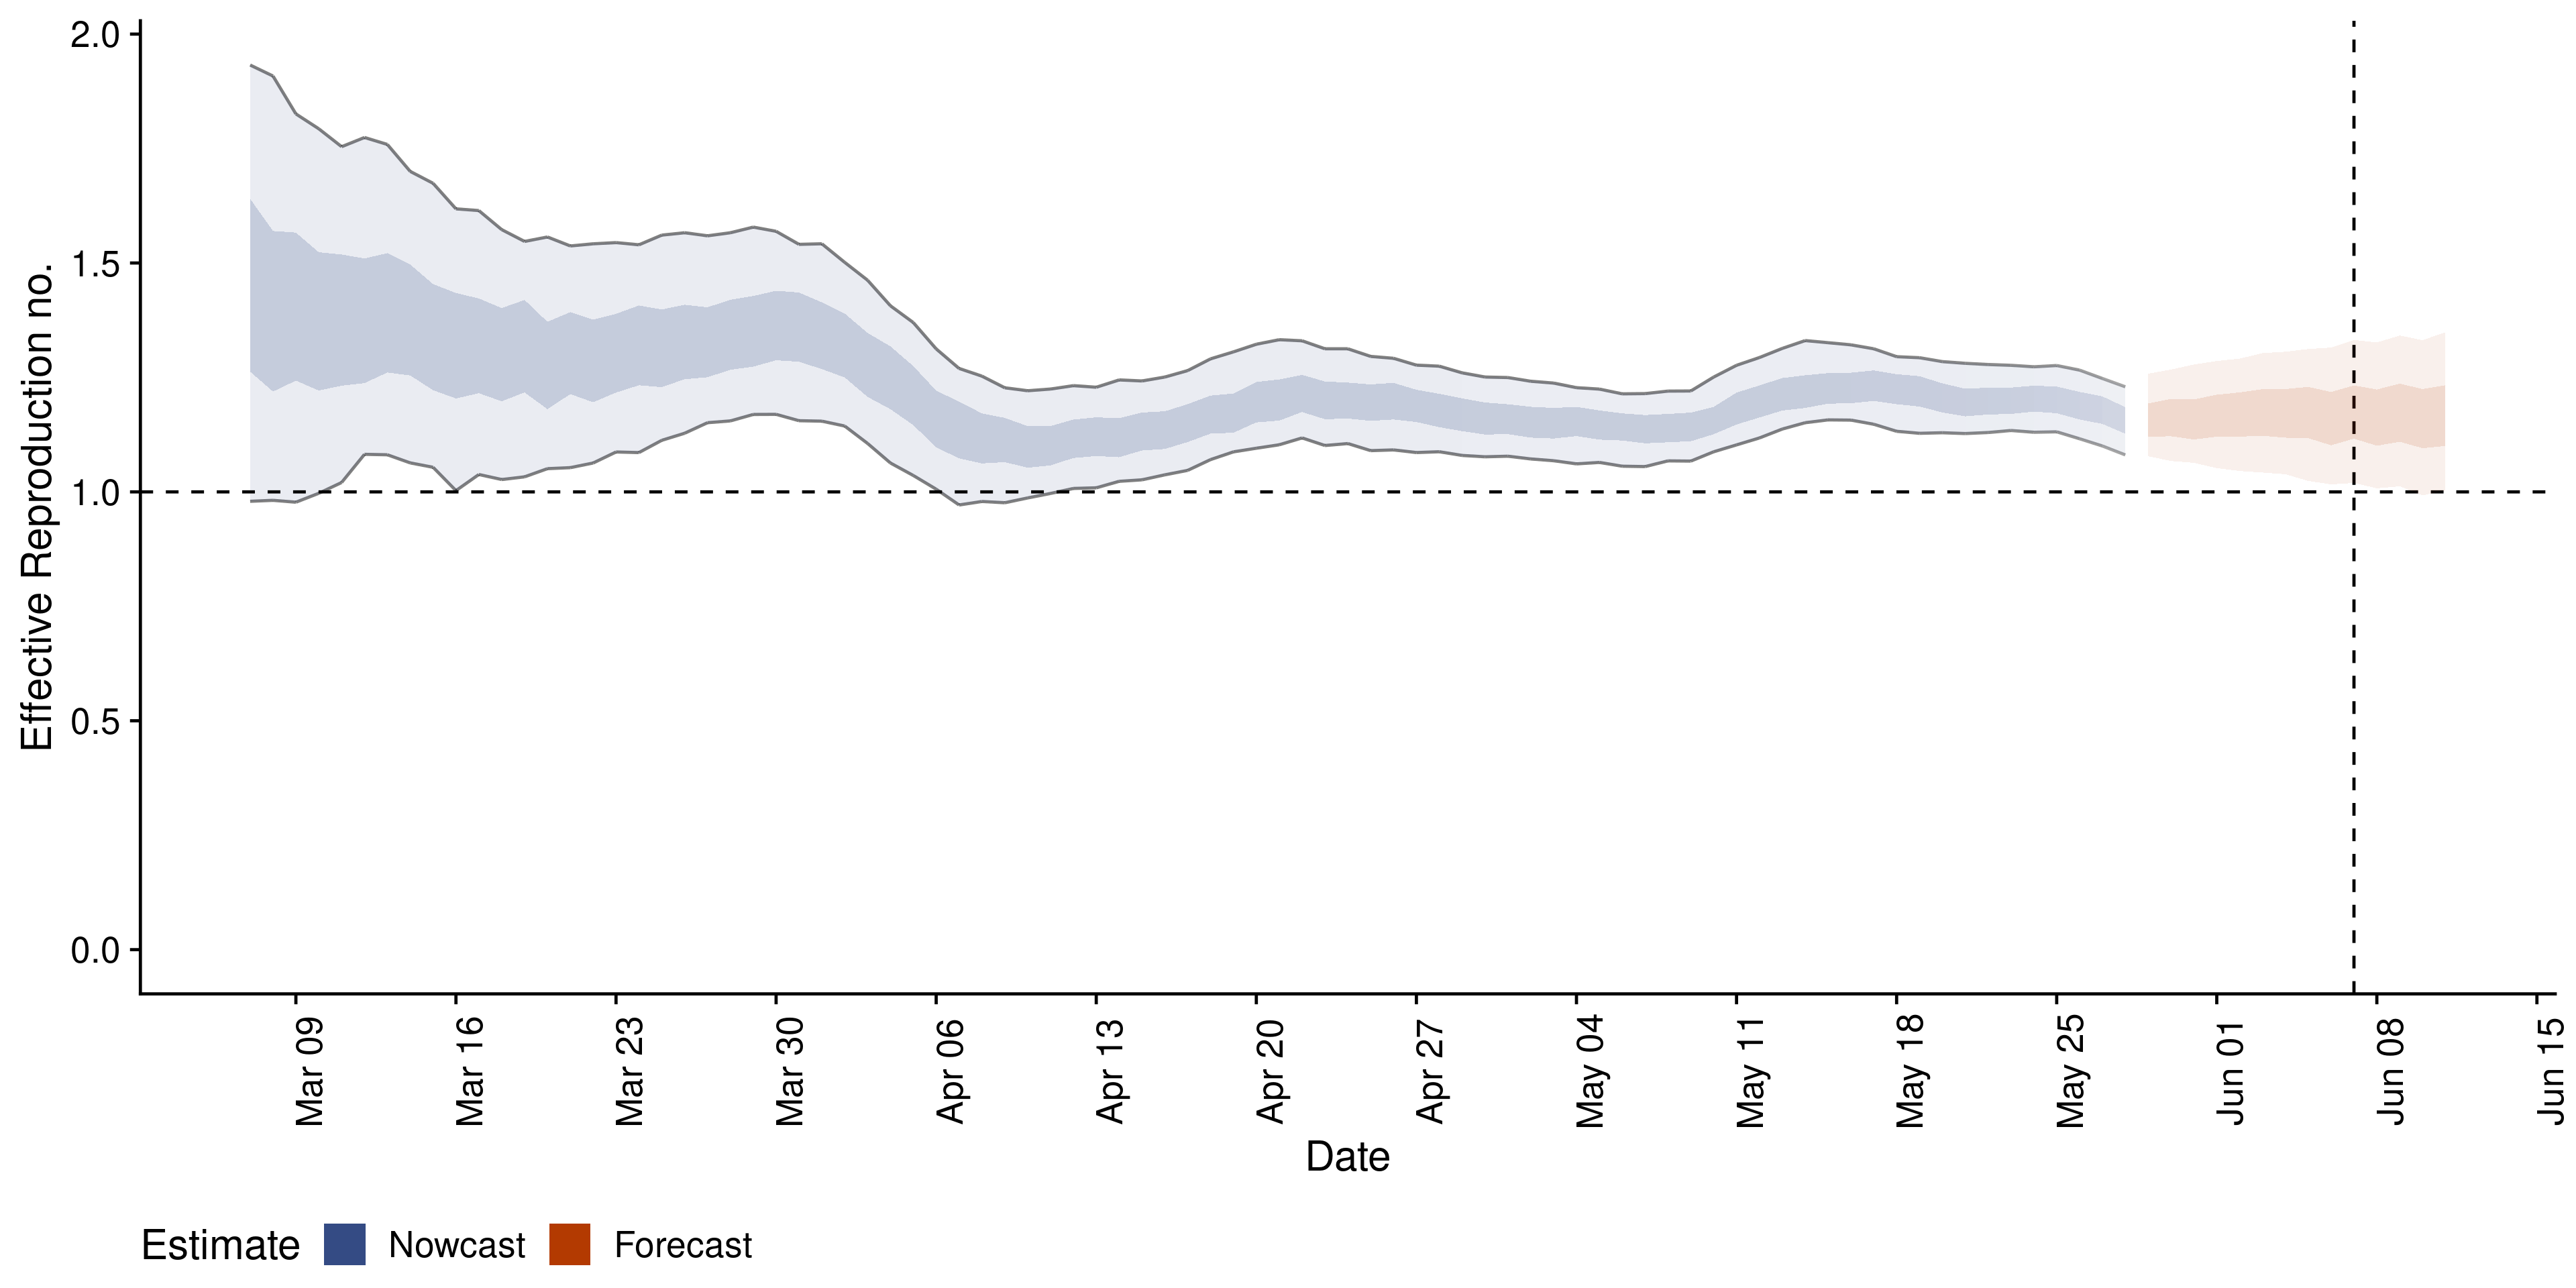 Effective Reproduction no.
2.0
1.5
1.0
0.5
0.0
Mar 09
Mar 16
Mar 23
Mar 30
Apr 06
Apr 13
Apr 20
Apr 27
May 04
May 11
May 18
May 25
Jun 01
Jun 08
Jun 15
Date
Estimate Nowcast Forecast